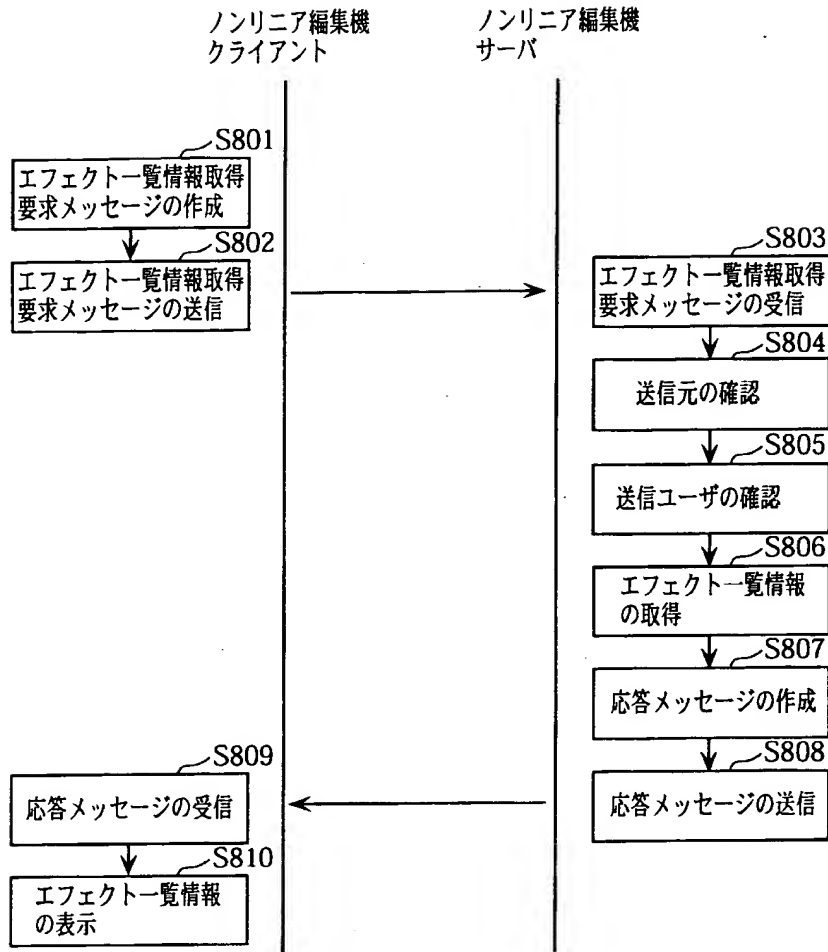 ノンリニア編集機
クライアント
ノンリニア編集機
サーバ
S801
エフェクト一覧情報取得
要求メッセージの作成
S802
エフェクト一覧情報取得
要求メッセージの送信
S803
エフェクト一覧情報取得
要求メッセージの受信
S804
送信元の確認
S805
送信ユーザの確認
S806
エフェクト一覧情報
の取得
S807
応答メッセージの作成
S808
応答メッセージの送信
S809
応答メッセージの受信
S810
エフェクト一覧情報
の表示